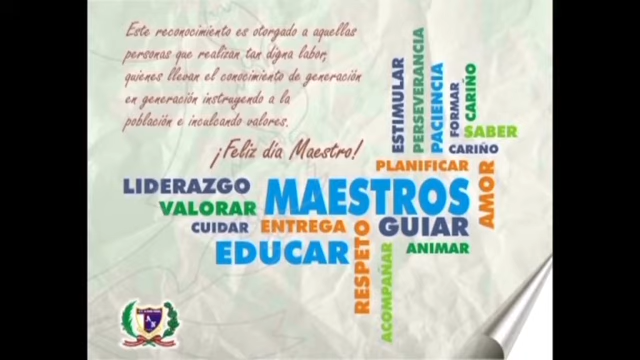 Este reconocimiento es otorgado a aquellas
personas que realizan tan digna labor,
quienes llevan el conocimiento de generación
en generación instruyendo a la
población e inculcando valores.
¡Feliz día Maestro!
ESTIMULAR
PERSEVERANCIA
PACIENCIA
FORMAR
CARIÑO
SABER
CARIÑO
PLANIFICAR
AMOR
LIDERAZGO
MAESTROS
VALORAR
CUIDAR
ENTREGA
GUIAR
EDUCAR
RESPETO
ACOMPAÑAR
ANIMAR